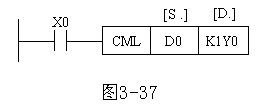 [S .] [D.]
X0
CML D0 K1Y0
图3-37